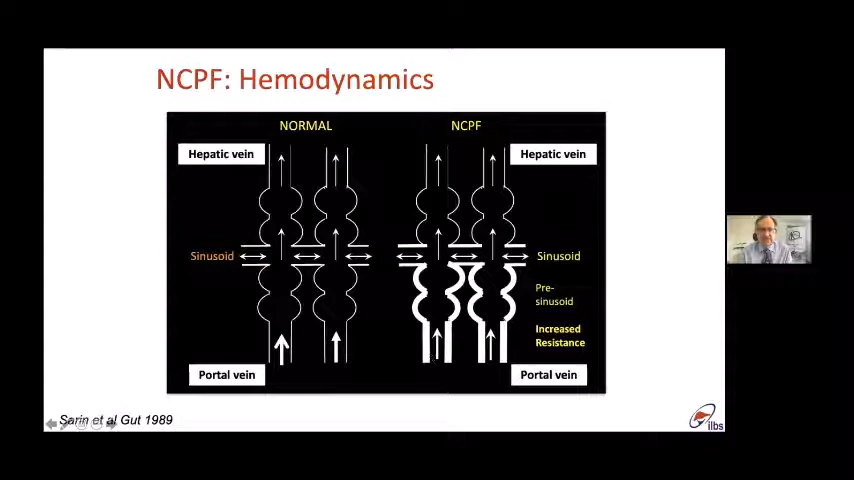 NCPF: Hemodynamics
NORMAL
NCPF
Hepatic vein
Hepatic vein
Sinusoid
Sinusoid
Pre-
sinusoid
Increased
Resistance
Portal vein
Portal vein
Sarin et al Gut 1989
ilbs